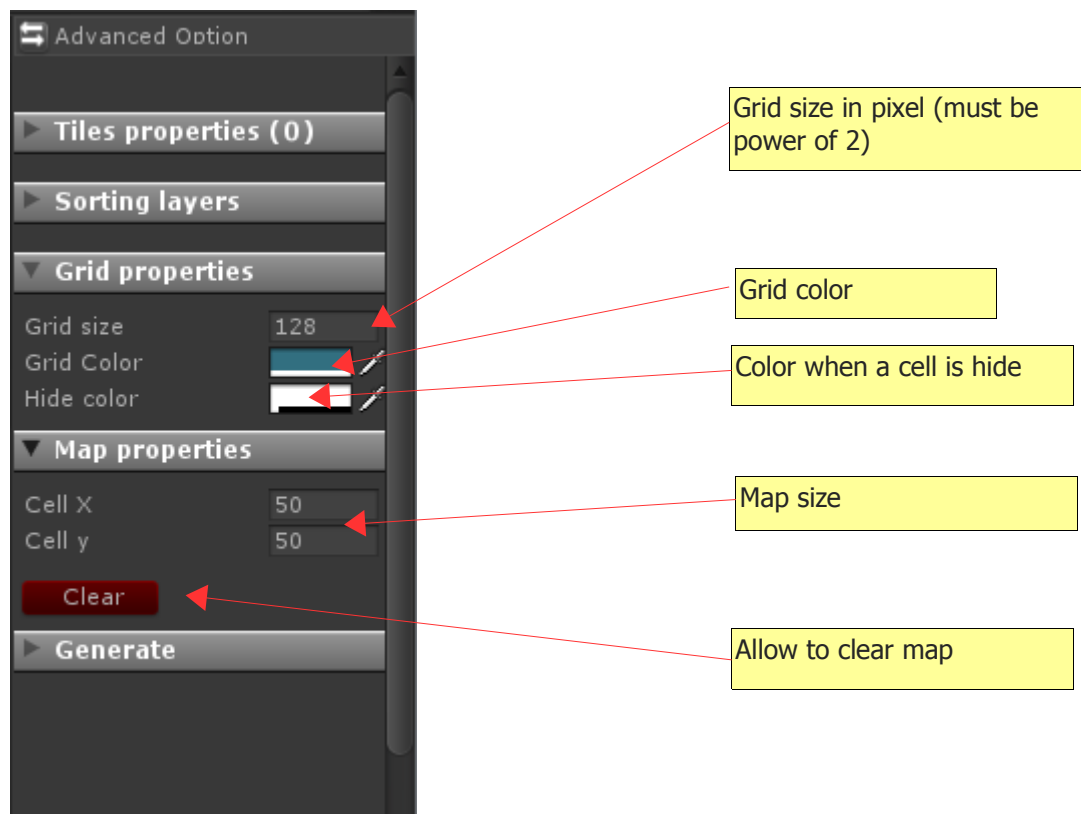 Advanced Option
Tiles properties (0)
Sorting layers
Grid properties
Grid size 128
Grid Color
Hide color
Map properties
Cell X 50
Cell y 50
Clear
Generate
Grid size in pixel (must be
power of 2)
Grid color
Color when a cell is hide
Map size
Allow to clear map